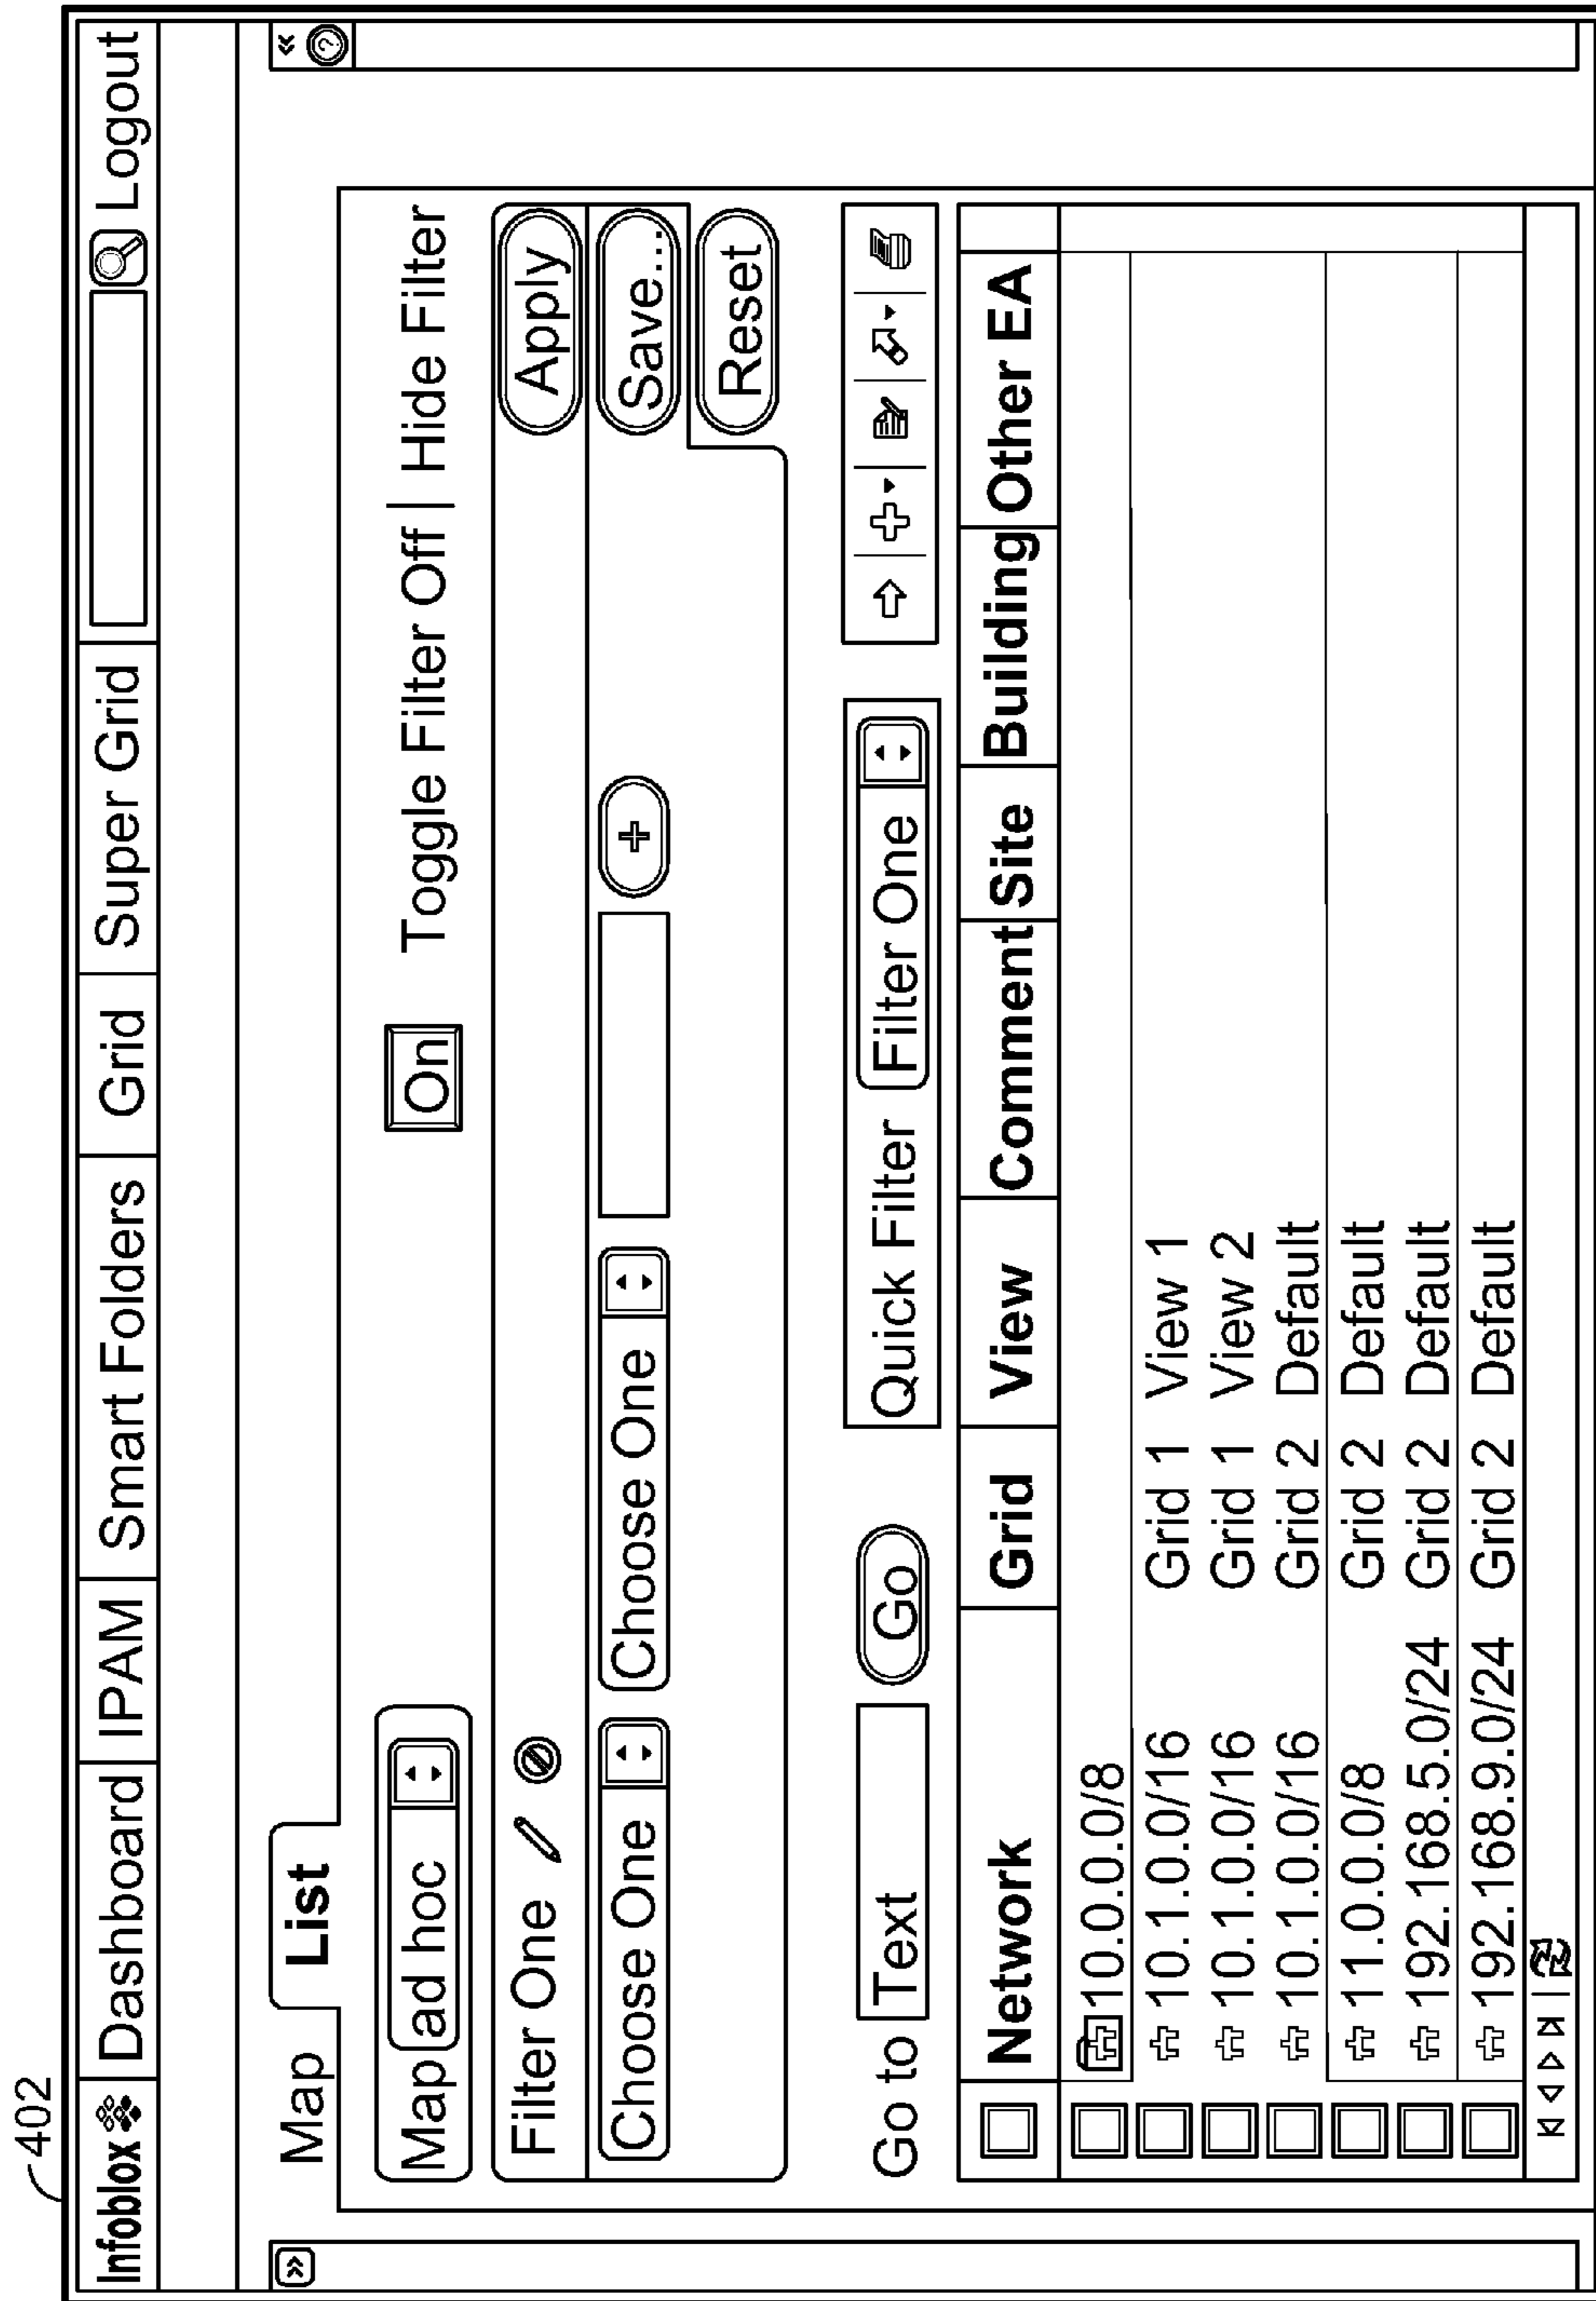 402
Infoblox Dashboard IPAM Smart Folders Grid Super Grid Logout
Map List
Map ad hoc On Toggle Filter Off | Hide Filter
Filter One Apply
Choose One Choose One + Save....
Reset
Go to Text Go Quick Filter Filter One
Network Grid View Comment Site Building Other EA
10.0.0.0/8
10.1.0.0/16 Grid 1 View 1
10.1.0.0/16 Grid 1 View 2
10.1.0.0/16 Grid 2 Default
11.0.0.0/8 Grid 2 Default
192.168.5.0/24 Grid 2 Default
192.168.9.0/24 Grid 2 Default